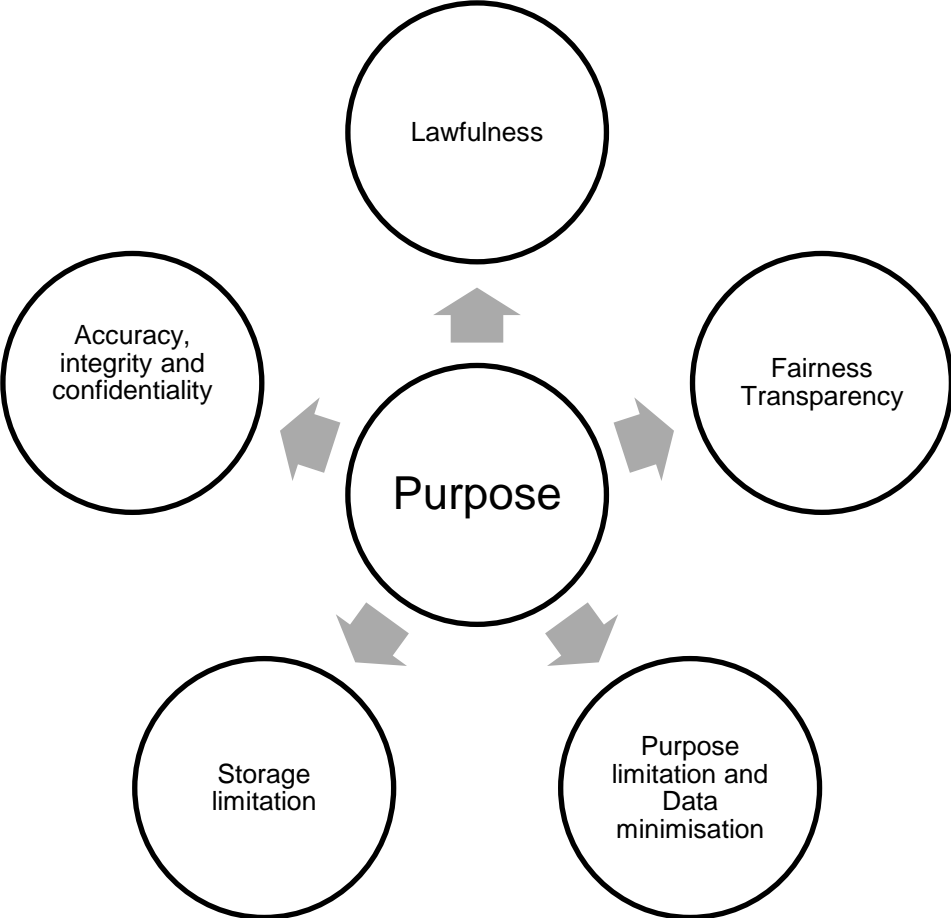 Lawfulness
Accuracy,
integrity and
confidentiality
Fairness
Transparency
Purpose
Storage
limitation
Purpose
limitation and
Data
minimisation